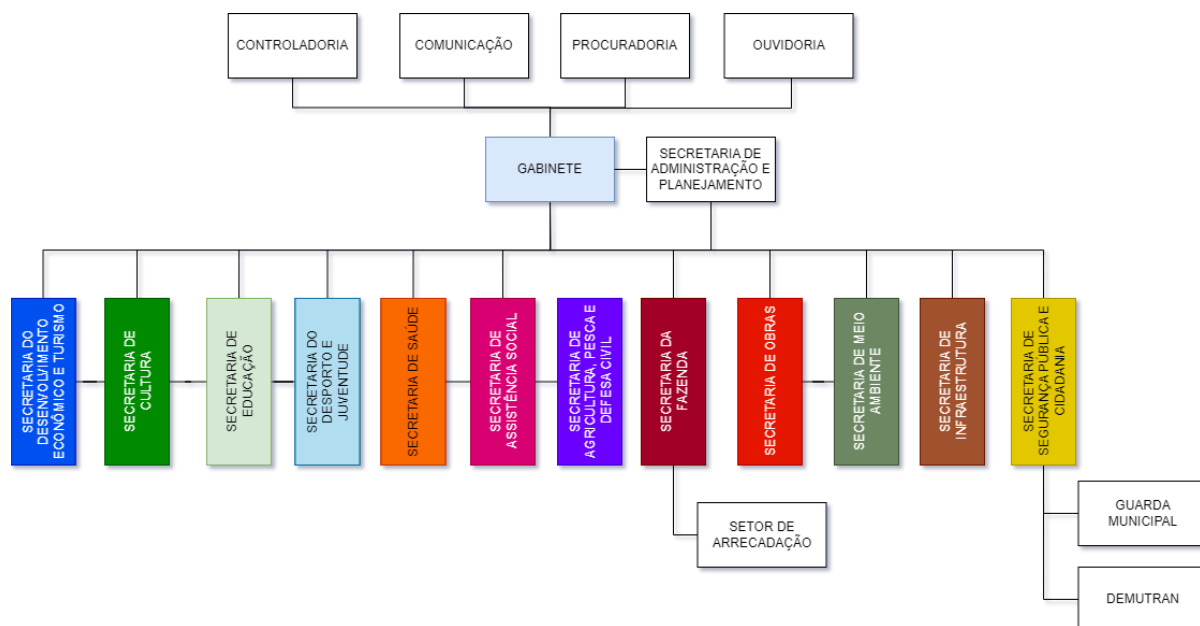 CONTROLADORIA
COMUNICAÇÃO
PROCURADORIA
OUVIDORIA
GABINETE
SECRETARIA DE
ADMINISTRAÇÃO E
PLANEJAMENTO
SECRETARIA DO
DESENVOLVIMENTO
ECONÔMICO E TURISMO
SECRETARIA DE
CULTURA
SECRETARIA DE
EDUCAÇÃO
SECRETARIA DO
DESPORTO E
JUVENTUDE
SECRETARIA DE SAÚDE
SECRETARIA DE
ASSISTÊNCIA SOCIAL
SECRETARIA DE
AGRICULTURA, PESCA E
DEFESA CIVIL
SECRETARIA DA
FAZENDA
SECRETARIA DE OBRAS
SECRETARIA DE MEIO
AMBIENTE
SECRETARIA DE
INFRAESTRUTURA
SECRETARIA DE
SEGURANÇA PÚBLICA E
CIDADANIA
SETOR DE
ARRECADAÇÃO
GUARDA
MUNICIPAL
DEMUTRAN